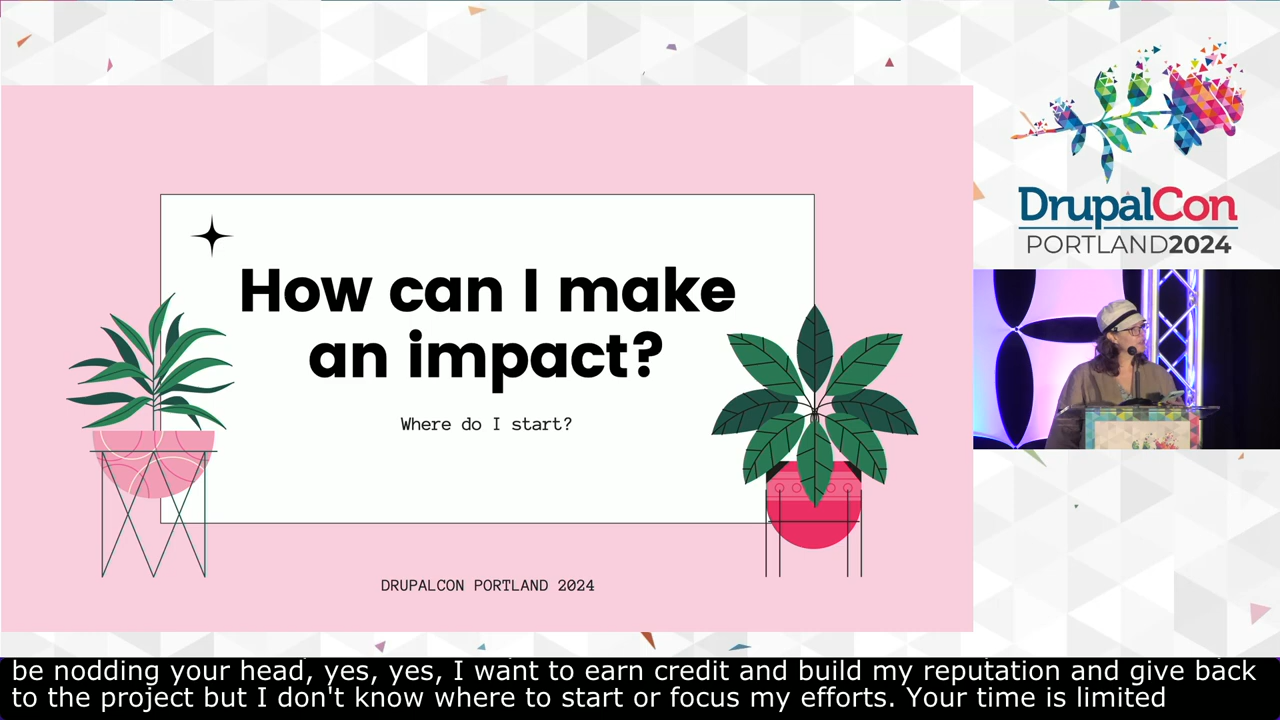 How can I make
an impact?
Where do I start?
DRUPALCON PORTLAND 2024
DrupalCon
PORTLAND2024
be nodding your head, yes, yes, I want to earn credit and build my reputation and give back
to the project but I don't know where to start or focus my efforts. Your time is limited